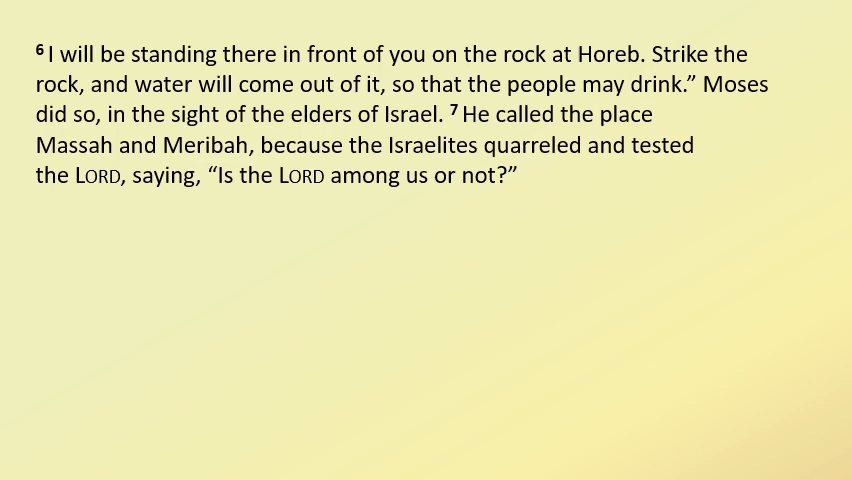 6 I will be standing there in front of you on the rock at Horeb. Strike the
rock, and water will come out of it, so that the people may drink.” Moses
did so, in the sight of the elders of Israel. 7 He called the place
Massah and Meribah, because the Israelites quarreled and tested
the LORD, saying, “Is the LORD among us or not?”